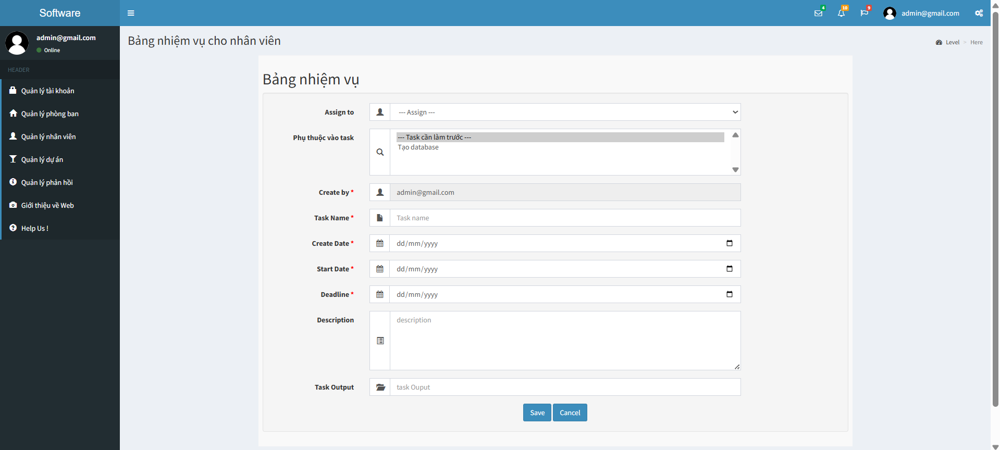 Software
4
10
9
admin@gmail.com
admin@gmail.com
Online
HEADER
Quản lý tài khoản
Quản lý phòng ban
Quản lý nhân viên
Quản lý dự án
Quản lý phản hồi
Giới thiệu về Web
Help Us !
Bảng nhiệm vụ cho nhân viên
Level > Here
Bảng nhiệm vụ
Assign to
--- Assign ---
Phụ thuộc vào task
--- Task cần làm trước ---
Tạo database
Create by *
admin@gmail.com
Task Name *
Task name
Create Date *
dd/mm/yyyy
Start Date *
dd/mm/yyyy
Deadline *
dd/mm/yyyy
Description
description
Task Output
task Ouput
Save
Cancel